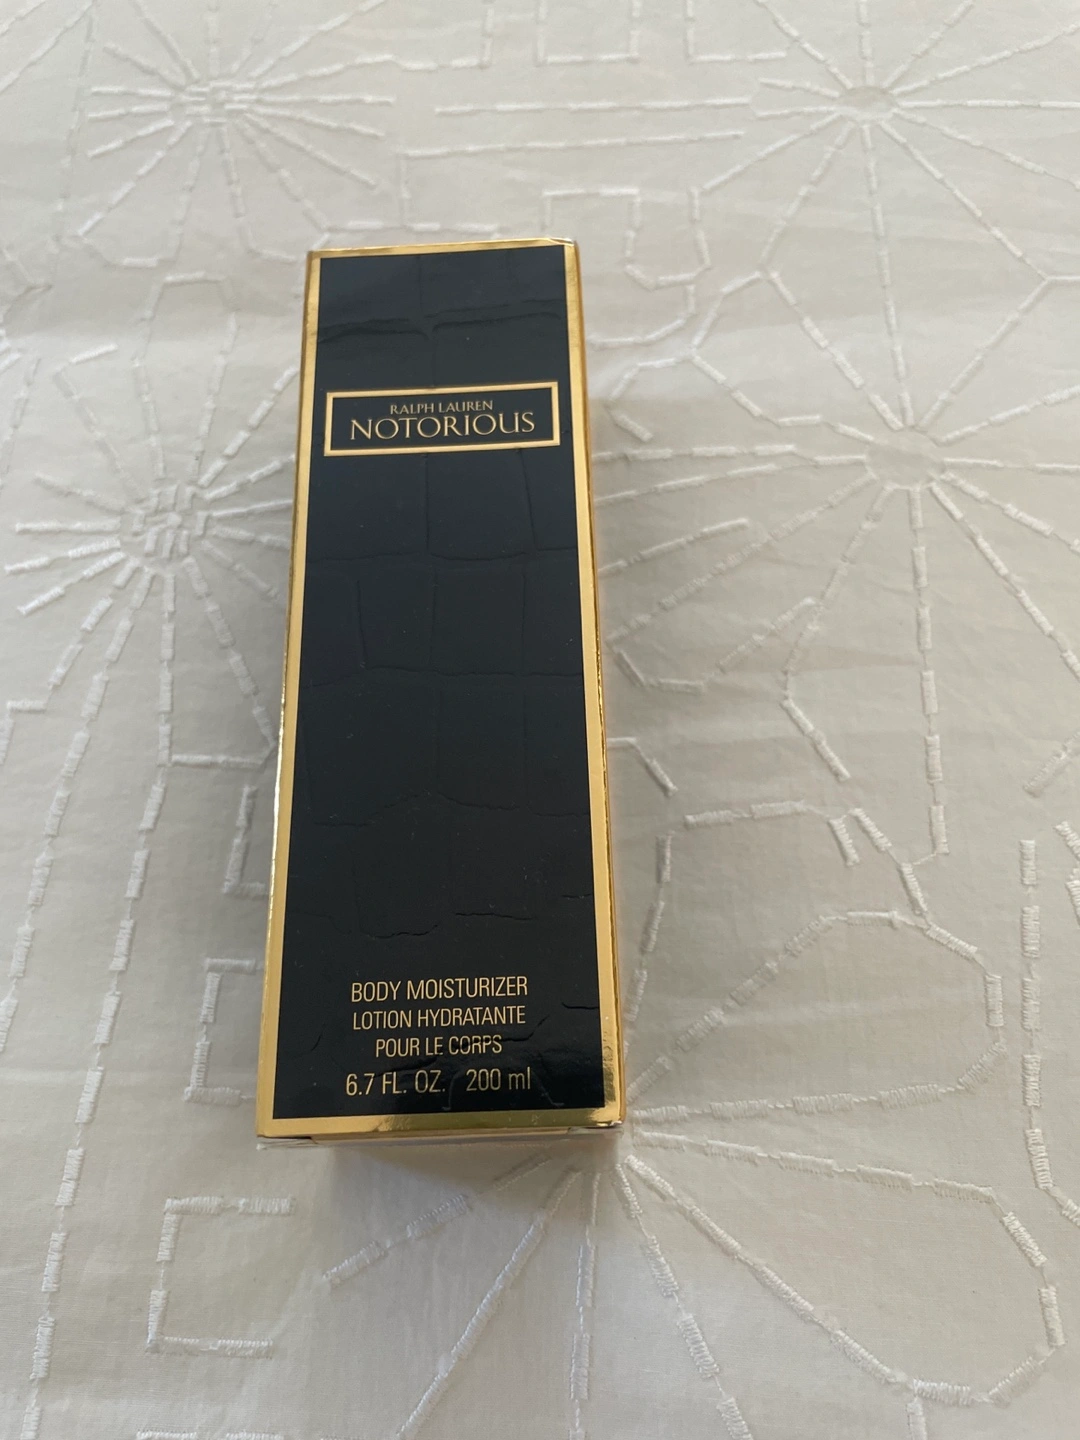 RALPH LAUREN
NOTORIOUS
BODY MOISTURIZER
LOTION HYDRATANTE
POUR LE CORPS
6.7 FL. OZ. 200 ml